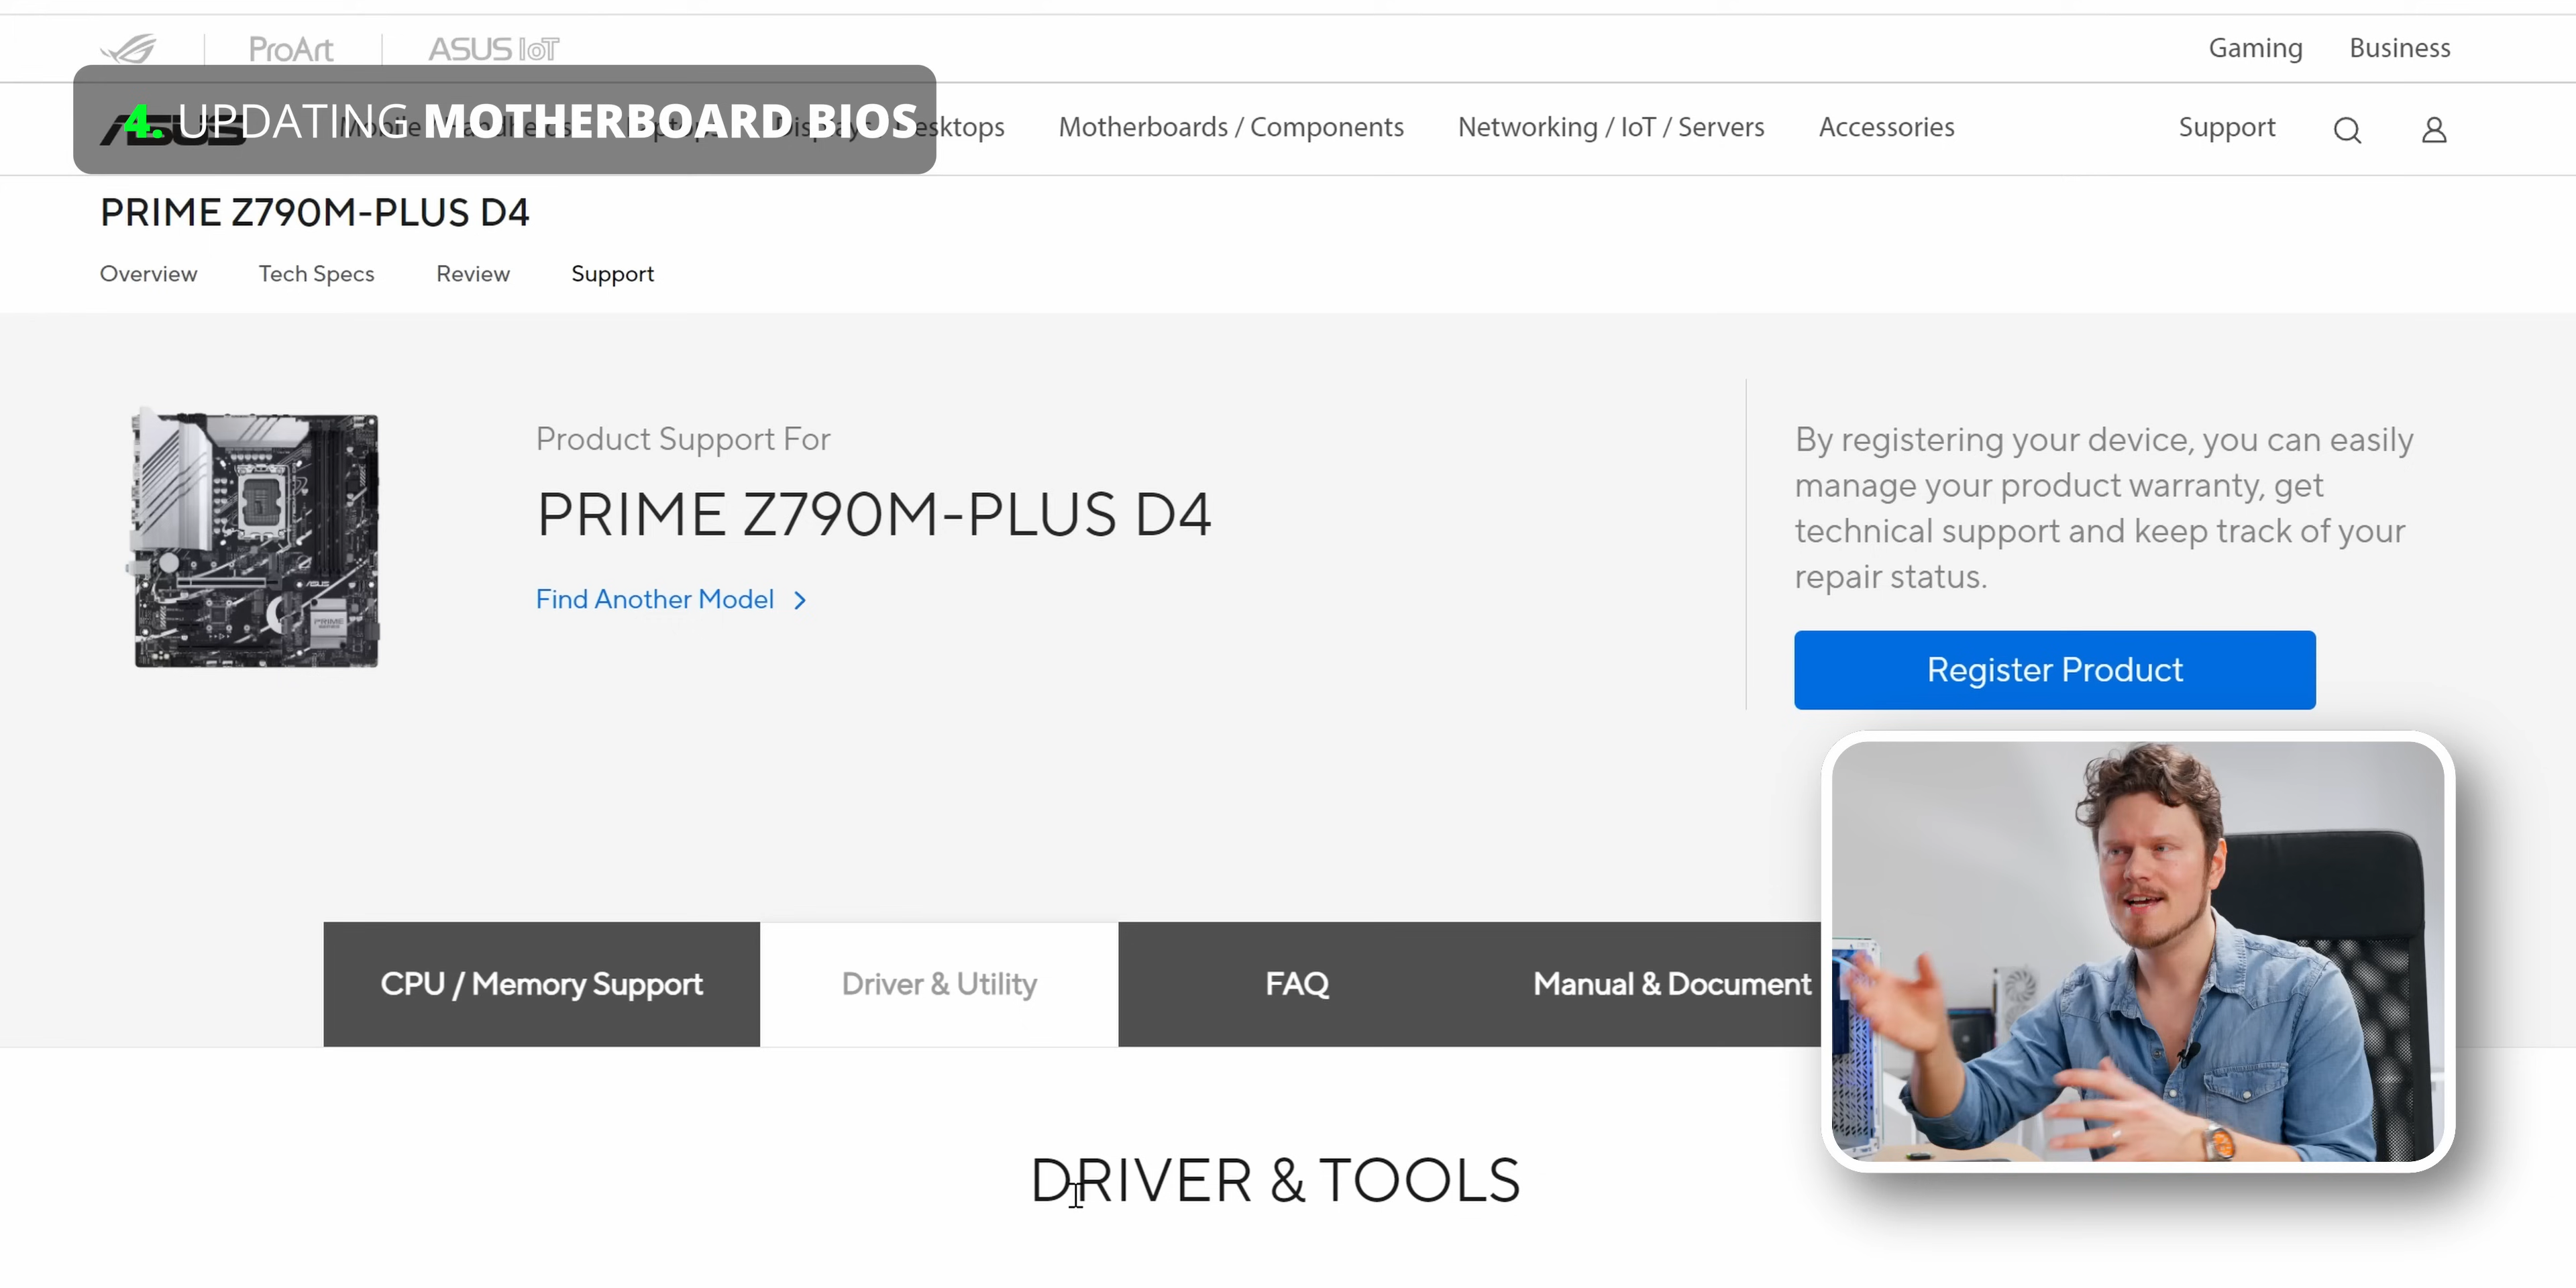 ProArt
ASUS IoT
Gaming
Business
4. UPDATING MOTHERBOARD BIOS
ASUS
Motherboards / Components
Networking / IoT / Servers
Accessories
Support
PRIME Z790M-PLUS D4
Overview
Tech Specs
Review
Support
Product Support For
PRIME Z790M-PLUS D4
Find Another Model
By registering your device, you can easily
manage your product warranty, get
technical support and keep track of your
repair status.
Register Product
CPU / Memory Support
Driver & Utility
FAQ
Manual & Document
DRIVER & TOOLS